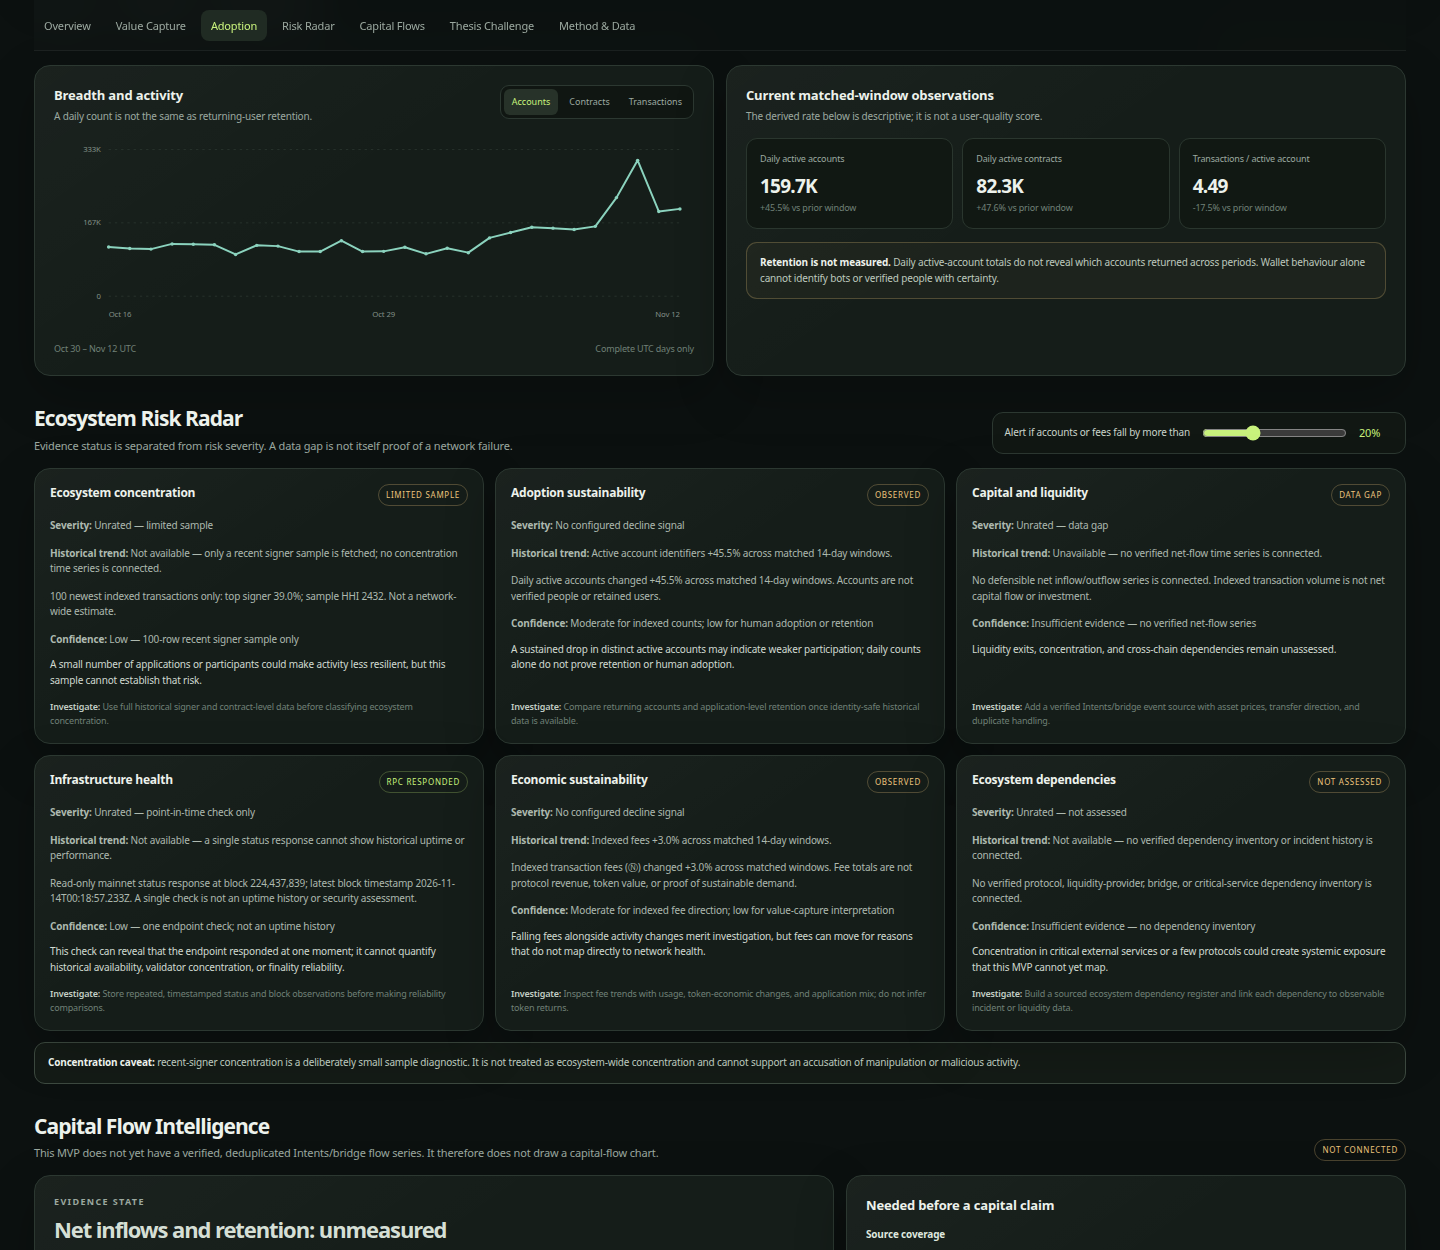 Overview Value Capture Adoption Risk Radar Capital Flows Thesis Challenge Method & Data
Breadth and activity
A daily count is not the same as returning-user retention.
Accounts Contracts Transactions
333K
167K
0
Oct 16 Oct 29 Nov 12
Oct 30 – Nov 12 UTC Complete UTC days only
Current matched-window observations
The derived rate below is descriptive; it is not a user-quality score.
Daily active accounts
159.7K
+45.5% vs prior window
Daily active contracts
82.3K
+47.6% vs prior window
Transactions / active account
4.49
-17.5% vs prior window
Retention is not measured. Daily active-account totals do not reveal which accounts returned across periods. Wallet behaviour alone
cannot identify bots or verified people with certainty.
Ecosystem Risk Radar
Evidence status is separated from risk severity. A data gap is not itself proof of a network failure.
Alert if accounts or fees fall by more than 20%
Ecosystem concentration LIMITED SAMPLE
Severity: Unrated — limited sample
Historical trend: Not available — only a recent signer sample is fetched; no concentration
time series is connected.
100 newest indexed transactions only: top signer 39.0%; sample HHI 2432. Not a network-
wide estimate.
Confidence: Low — 100-row recent signer sample only
A small number of applications or participants could make activity less resilient, but this
sample cannot establish that risk.
Investigate: Use full historical signer and contract-level data before classifying ecosystem
concentration.
Adoption sustainability OBSERVED
Severity: No configured decline signal
Historical trend: Active account identifiers +45.5% across matched 14-day windows.
Daily active accounts changed +45.5% across matched 14-day windows. Accounts are not
verified people or retained users.
Confidence: Moderate for indexed counts; low for human adoption or retention
A sustained drop in distinct active accounts may indicate weaker participation; daily counts
alone do not prove retention or human adoption.
Investigate: Compare returning accounts and application-level retention once identity-safe historical
data is available.
Capital and liquidity DATA GAP
Severity: Unrated — data gap
Historical trend: Unavailable — no verified net-flow time series is connected.
No defensible net inflow/outflow series is connected. Indexed transaction volume is not net
capital flow or investment.
Confidence: Insufficient evidence — no verified net-flow series
Liquidity exits, concentration, and cross-chain dependencies remain unassessed.
Investigate: Add a verified Intents/bridge event source with asset prices, transfer direction, and
duplicate handling.
Infrastructure health RPC RESPONDED
Severity: Unrated — point-in-time check only
Historical trend: Not available — a single status response cannot show historical uptime or
performance.
Read-only mainnet status response at block 224,437,839; latest block timestamp 2026-11-
14T00:18:57.233Z. A single check is not an uptime history or security assessment.
Confidence: Low — one endpoint check; not an uptime history
This check can reveal that the endpoint responded at one moment; it cannot quantify
historical availability, validator concentration, or finality reliability.
Investigate: Store repeated, timestamped status and block observations before making reliability
comparisons.
Economic sustainability OBSERVED
Severity: No configured decline signal
Historical trend: Indexed fees +3.0% across matched 14-day windows.
Indexed transaction fees (Ⓝ) changed +3.0% across matched windows. Fee totals are not
protocol revenue, token value, or proof of sustainable demand.
Confidence: Moderate for indexed fee direction; low for value-capture interpretation
Falling fees alongside activity changes merit investigation, but fees can move for reasons
that do not map directly to network health.
Investigate: Inspect fee trends with usage, token-economic changes, and application mix; do not infer
token returns.
Ecosystem dependencies NOT ASSESSED
Severity: Unrated — not assessed
Historical trend: Not available — no verified dependency inventory or incident history is
connected.
No verified protocol, liquidity-provider, bridge, or critical-service dependency inventory is
connected.
Confidence: Insufficient evidence — no dependency inventory
Concentration in critical external services or a few protocols could create systemic exposure
that this MVP cannot yet map.
Investigate: Build a sourced ecosystem dependency register and link each dependency to observable
incident or liquidity data.
Concentration caveat: recent-signer concentration is a deliberately small sample diagnostic. It is not treated as ecosystem-wide concentration and cannot support an accusation of manipulation or malicious activity.
Capital Flow Intelligence
This MVP does not yet have a verified, deduplicated Intents/bridge flow series. It therefore does not draw a capital-flow chart.
NOT CONNECTED
EVIDENCE STATE
Net inflows and retention: unmeasured
Needed before a capital claim
Source coverage